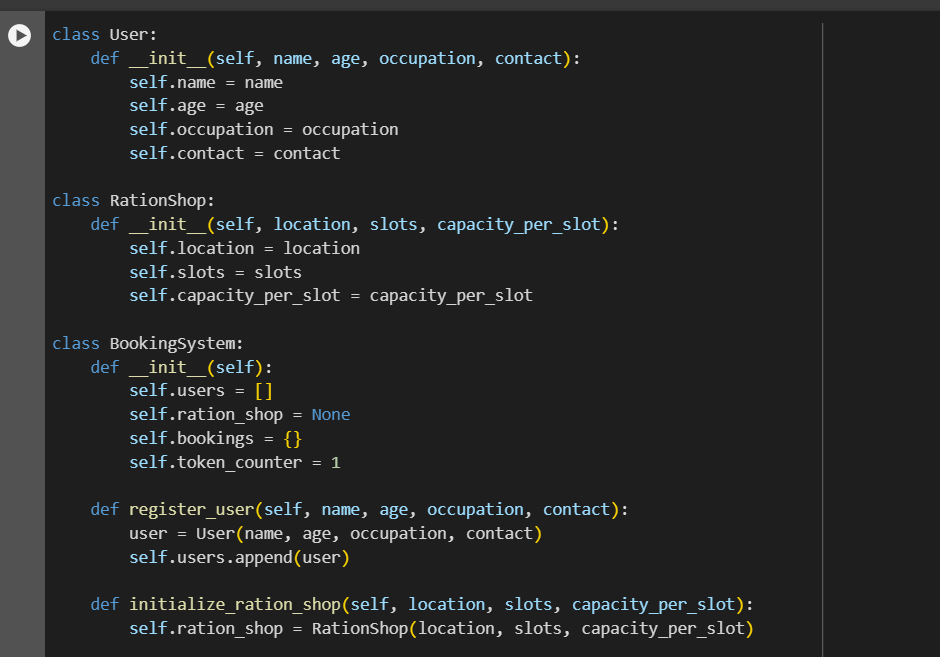 class User:
    def __init__(self, name, age, occupation, contact):
        self.name = name
        self.age = age
        self.occupation = occupation
        self.contact = contact

class RationShop:
    def __init__(self, location, slots, capacity_per_slot):
        self.location = location
        self.slots = slots
        self.capacity_per_slot = capacity_per_slot

class BookingSystem:
    def __init__(self):
        self.users = []
        self.ration_shop = None
        self.bookings = {}
        self.token_counter = 1

    def register_user(self, name, age, occupation, contact):
        user = User(name, age, occupation, contact)
        self.users.append(user)

    def initialize_ration_shop(self, location, slots, capacity_per_slot):
        self.ration_shop = RationShop(location, slots, capacity_per_slot)